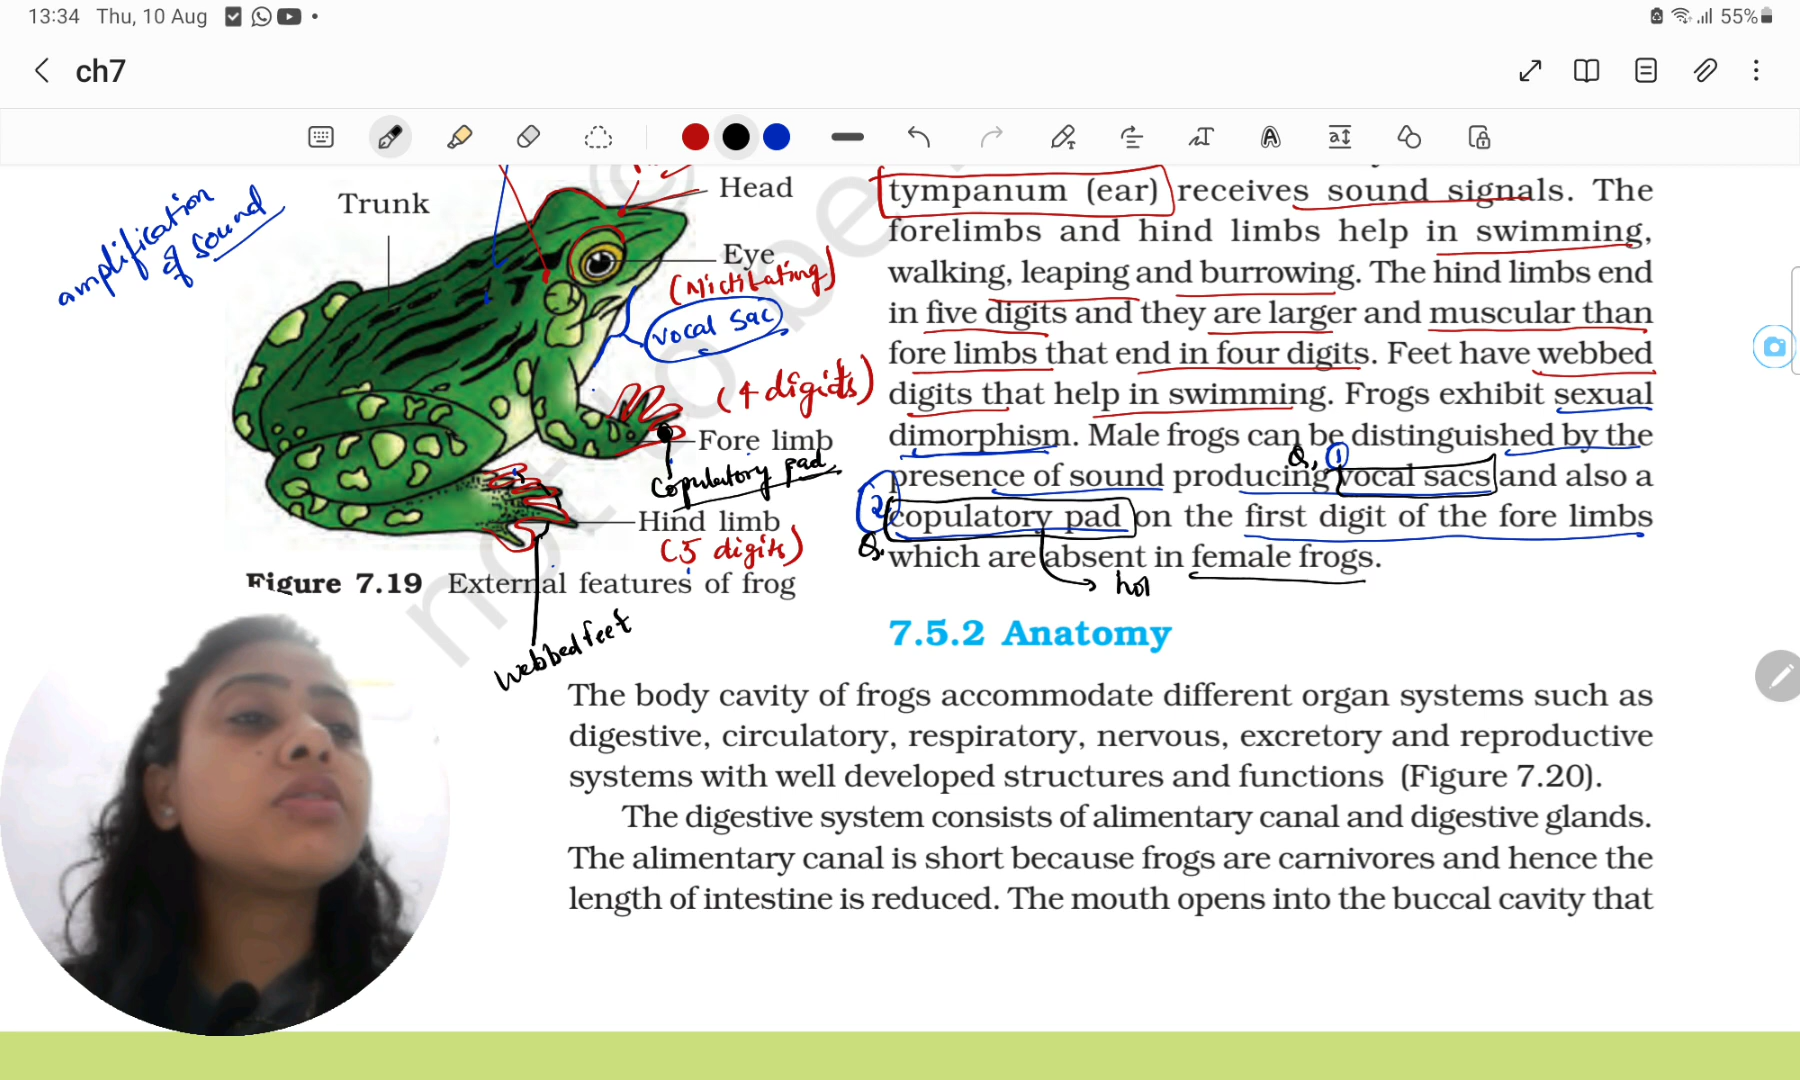 13:34 Thu, 10 Aug
55%
ch7
amplification
of sound
Trunk
Head
Eye
(Nictitating)
vocal sac
(4 digits)
Fore limb
Copulatory pad
Hind limb
(5 digits)
Figure 7.19 External features of frog
webbed feet
not to be
©
tympanum (ear) receives sound signals. The
forelimbs and hind limbs help in swimming,
walking, leaping and burrowing. The hind limbs end
in five digits and they are larger and muscular than
fore limbs that end in four digits. Feet have webbed
digits that help in swimming. Frogs exhibit sexual
dimorphism. Male frogs can be distinguished by the
Q. 1
presence of sound producing vocal sacs and also a
2 copulatory pad on the first digit of the fore limbs
Q. which are absent in female frogs.
hol
7.5.2 Anatomy
The body cavity of frogs accommodate different organ systems such as
digestive, circulatory, respiratory, nervous, excretory and reproductive
systems with well developed structures and functions (Figure 7.20).
The digestive system consists of alimentary canal and digestive glands.
The alimentary canal is short because frogs are carnivores and hence the
length of intestine is reduced. The mouth opens into the buccal cavity that